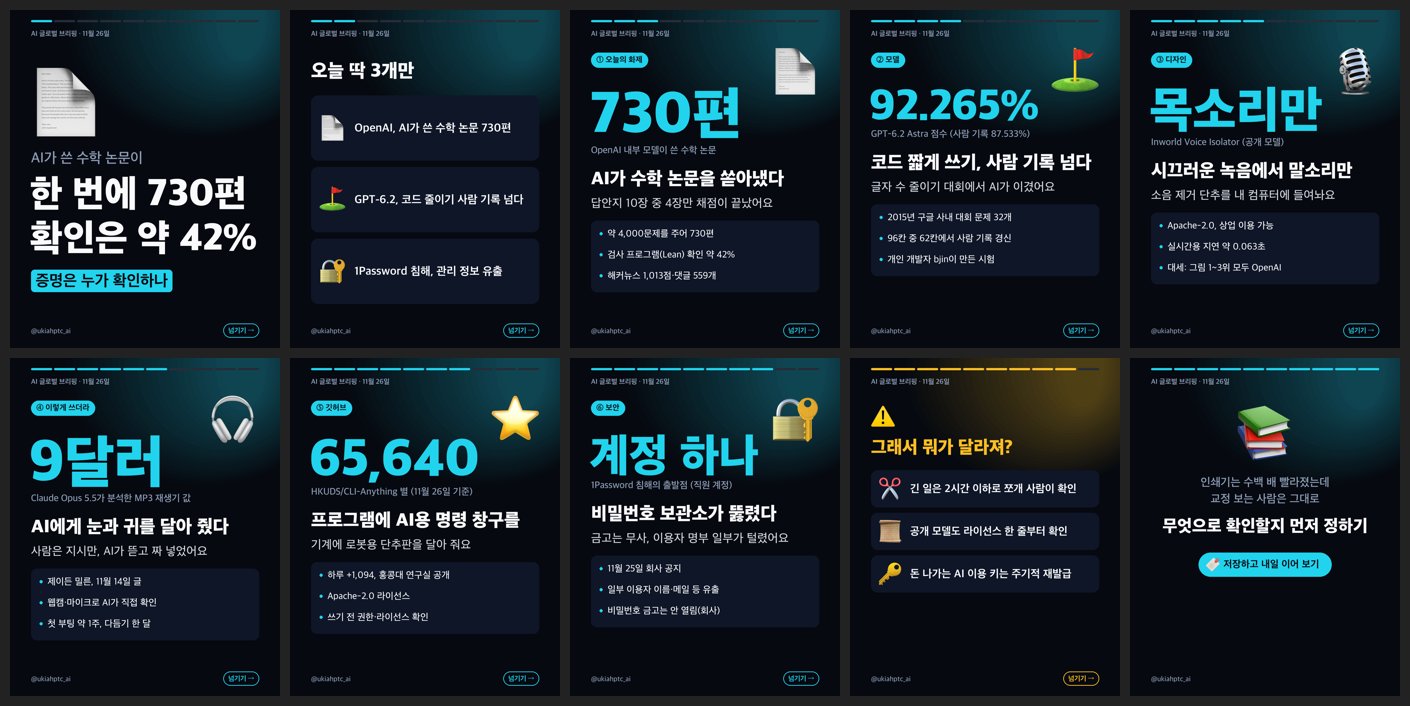 AI 글로벌 브리핑 · 11월 26일
AI가 쓴 수학 논문이
한 번에 730편
확인은 약 42%
증명은 누가 확인하나
@ukiahptc_ai
넘기기 →
AI 글로벌 브리핑 · 11월 26일
오늘 딱 3개만
OpenAI, AI가 쓴 수학 논문 730편
GPT-6.2, 코드 줄이기 사람 기록 넘다
1Password 침해, 관리 정보 유출
@ukiahptc_ai
넘기기 →
AI 글로벌 브리핑 · 11월 26일
① 오늘의 화제
730편
OpenAI 내부 모델이 쓴 수학 논문
AI가 수학 논문을 쏟아냈다
답안지 10장 중 4장만 채점이 끝났어요
• 약 4,000문제를 주어 730편
• 검사 프로그램(Lean) 확인 약 42%
• 해커뉴스 1,013점·댓글 559개
@ukiahptc_ai
넘기기 →
AI 글로벌 브리핑 · 11월 26일
② 모델
92.265%
GPT-6.2 Astra 점수 (사람 기록 87.533%)
코드 짧게 쓰기, 사람 기록 넘다
글자 수 줄이기 대회에서 AI가 이겼어요
• 2015년 구글 사내 대회 문제 32개
• 96칸 중 62칸에서 사람 기록 경신
• 개인 개발자 bjin이 만든 시험
@ukiahptc_ai
넘기기 →
AI 글로벌 브리핑 · 11월 26일
③ 디자인
목소리만
Inworld Voice Isolator (공개 모델)
시끄러운 녹음에서 말소리만
소음 제거 단추를 내 컴퓨터에 들여놔요
• Apache-2.0, 상업 이용 가능
• 실시간용 지연 약 0.063초
• 대세: 그림 1~3위 모두 OpenAI
@ukiahptc_ai
넘기기 →
AI 글로벌 브리핑 · 11월 26일
④ 이렇게 쓰더라
9달러
Claude Opus 5.5가 분석한 MP3 재생기 값
AI에게 눈과 귀를 달아 줬다
사람은 지시만, AI가 뜯고 짜 넣었어요
• 제이든 밀른, 11월 14일 글
• 웹캠·마이크로 AI가 직접 확인
• 첫 부팅 약 1주, 다듬기 한 달
@ukiahptc_ai
넘기기 →
AI 글로벌 브리핑 · 11월 26일
⑤ 깃허브
65,640
HKUDS/CLI-Anything 별 (11월 26일 기준)
프로그램에 AI용 명령 창구를
기계에 로봇용 단추판을 달아 줘요
• 하루 +1,094, 홍콩대 연구실 공개
• Apache-2.0 라이선스
• 쓰기 전 권한·라이선스 확인
@ukiahptc_ai
넘기기 →
AI 글로벌 브리핑 · 11월 26일
⑥ 보안
계정 하나
1Password 침해의 출발점 (직원 계정)
비밀번호 보관소가 뚫렸다
금고는 무사, 이용자 명부 일부가 털렸어요
• 11월 25일 회사 공지
• 일부 이용자 이름·메일 등 유출
• 비밀번호 금고는 안 열림(회사)
@ukiahptc_ai
넘기기 →
AI 글로벌 브리핑 · 11월 26일
그래서 뭐가 달라져?
긴 일은 2시간 이하로 쪼개 사람이 확인
공개 모델도 라이선스 한 줄부터 확인
돈 나가는 AI 이용 키는 주기적 재발급
@ukiahptc_ai
넘기기 →
AI 글로벌 브리핑 · 11월 26일
인쇄기는 수백 배 빨라졌는데
교정 보는 사람은 그대로
무엇으로 확인할지 먼저 정하기
저장하고 내일 이어 보기
@ukiahptc_ai